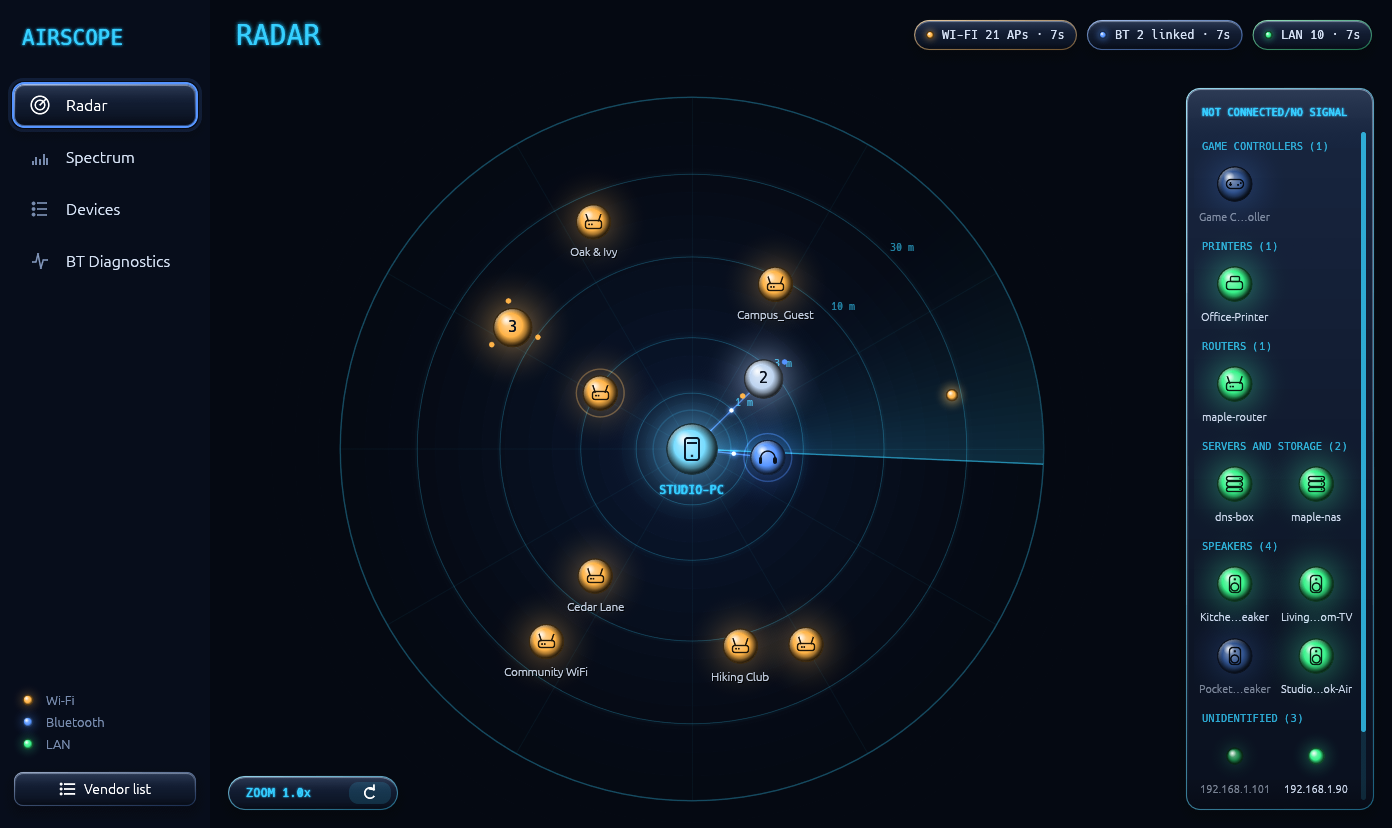 AIRSCOPE
Radar
Spectrum
Devices
BT Diagnostics
Wi-Fi
Bluetooth
LAN
Vendor list
RADAR
WI-FI 21 APs · 7s
BT 2 linked · 7s
LAN 10 · 7s
30 m
10 m
3 m
1 m
Oak & Ivy
Campus_Guest
3
2
STUDIO-PC
Cedar Lane
Community WiFi
Hiking Club
ZOOM 1.0x
NOT CONNECTED/NO SIGNAL
GAME CONTROLLERS (1)
Game C…oller
PRINTERS (1)
Office-Printer
ROUTERS (1)
maple-router
SERVERS AND STORAGE (2)
dns-box
maple-nas
SPEAKERS (4)
Kitche…eaker
Living…om-TV
Pocket…eaker
Studio…ok-Air
UNIDENTIFIED (3)
192.168.1.101
192.168.1.90